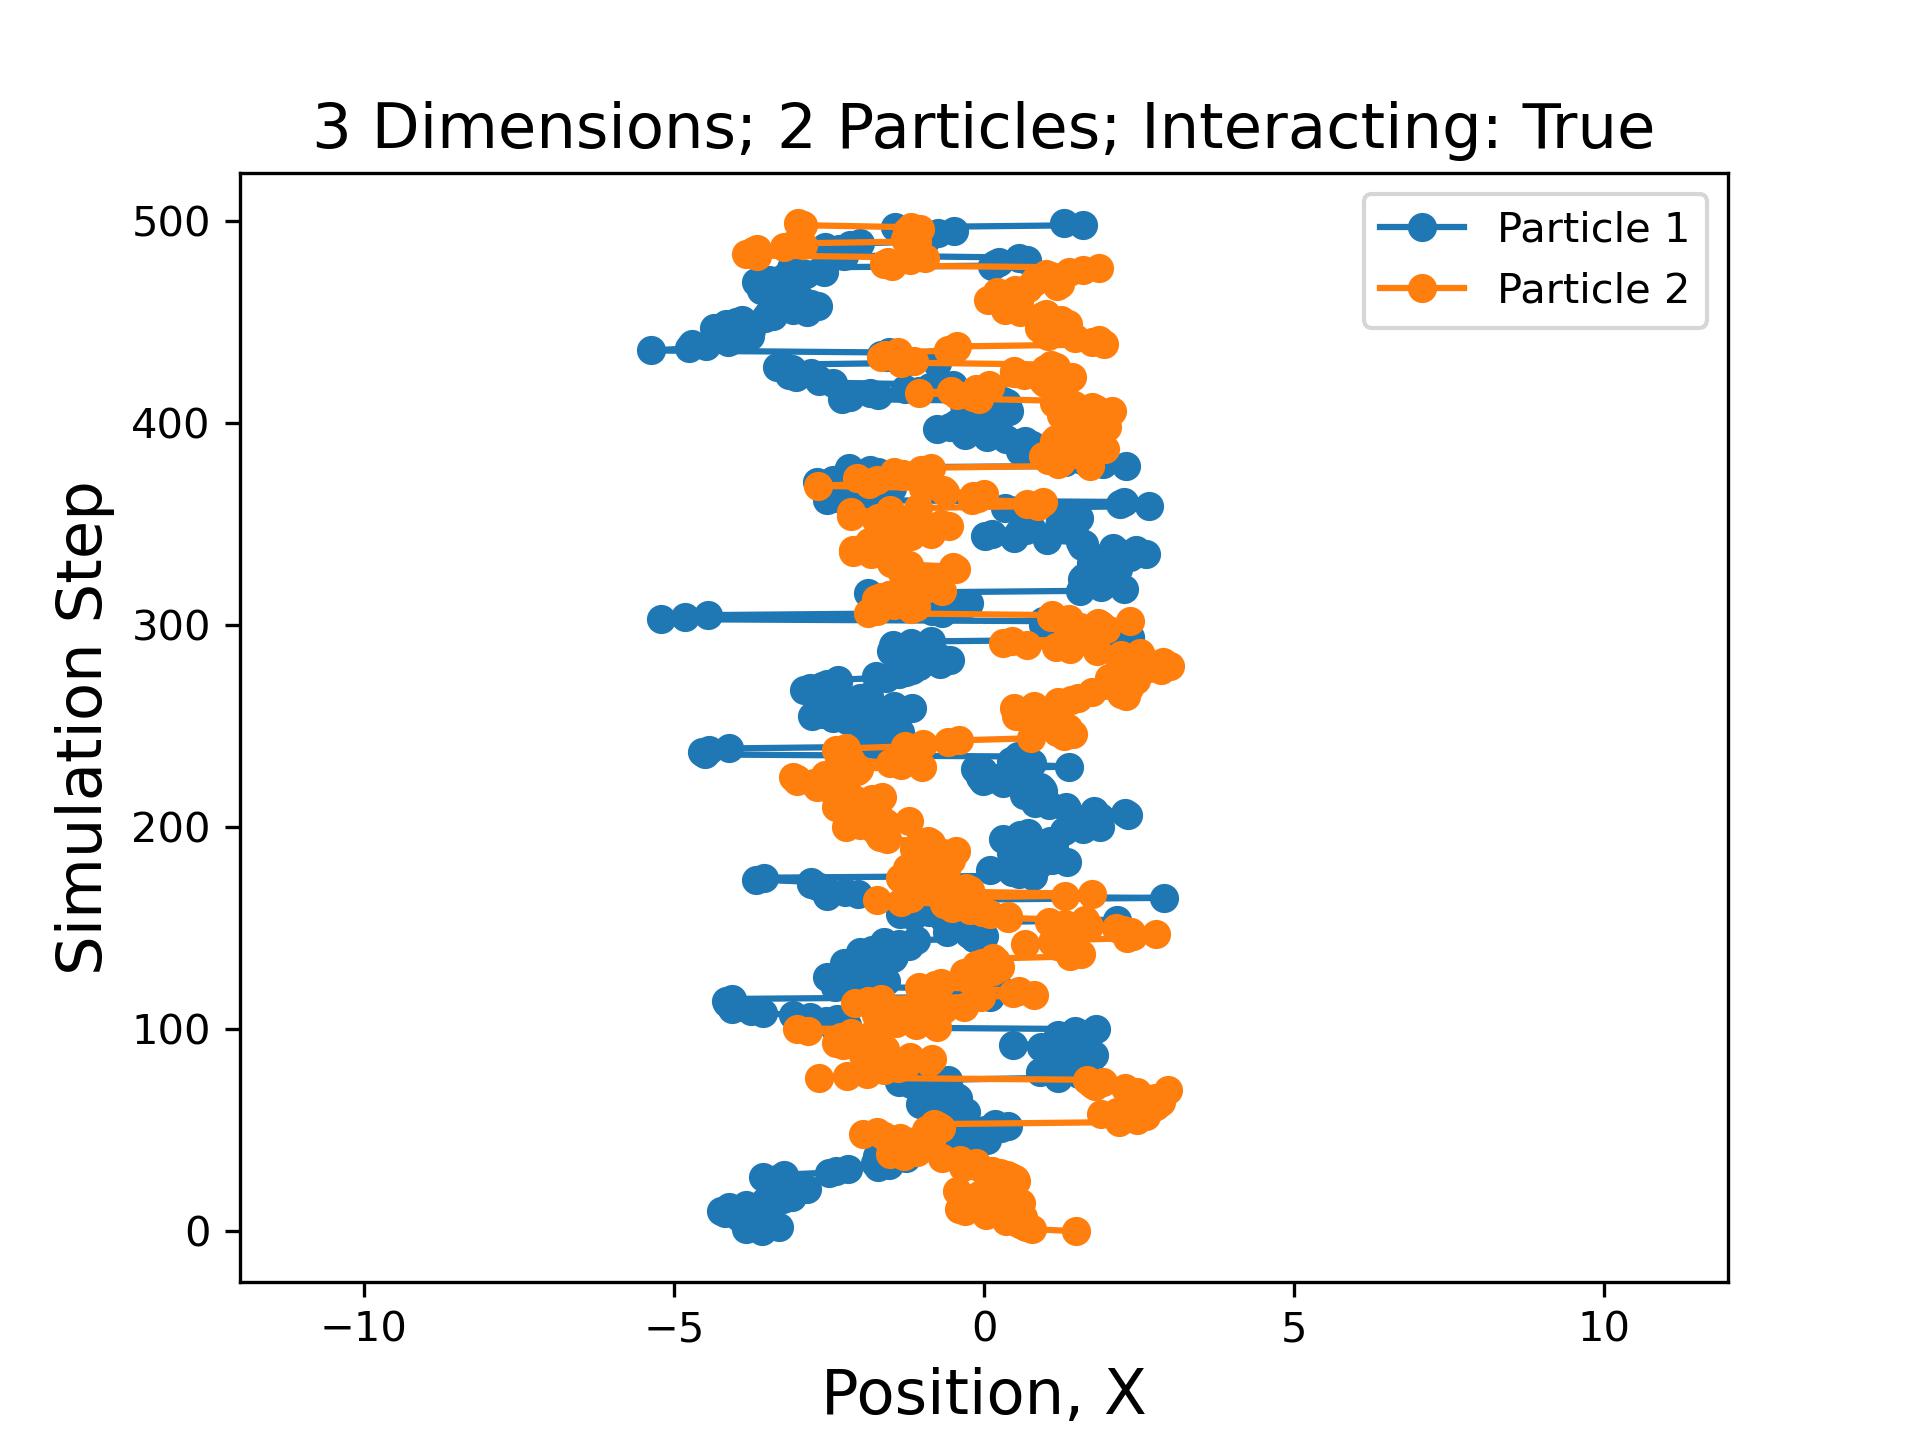 3 Dimensions; 2 Particles; Interacting: True
Particle 1
Particle 2
500
400
300
200
100
0
Simulation Step
−10
−5
0
5
10
Position, X